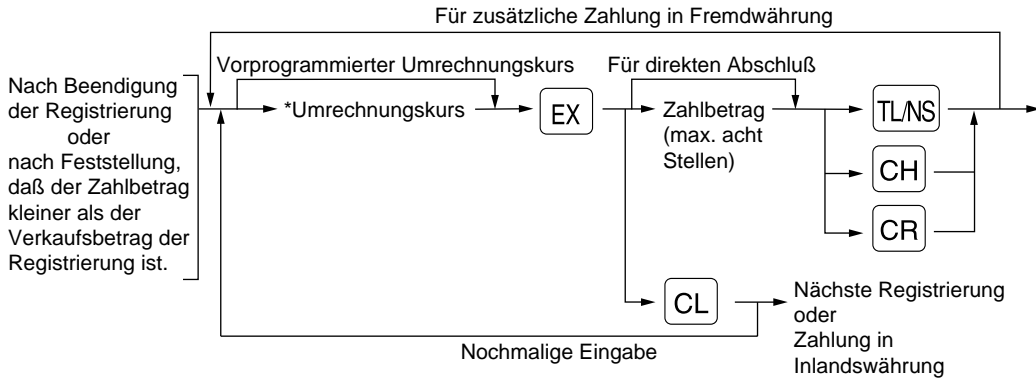 Für zusätzliche Zahlung in Fremdwährung
Nach Beendigung
der Registrierung
oder
nach Feststellung,
daß der Zahlbetrag
kleiner als der
Verkaufsbetrag der
Registrierung ist.
Vorprogrammierter Umrechnungskurs
*Umrechnungskurs
EX
Für direkten Abschluß
Zahlbetrag
(max. acht
Stellen)
TL/NS
CH
CR
CL
Nächste Registrierung
oder
Zahlung in
Inlandswährung
Nochmalige Eingabe